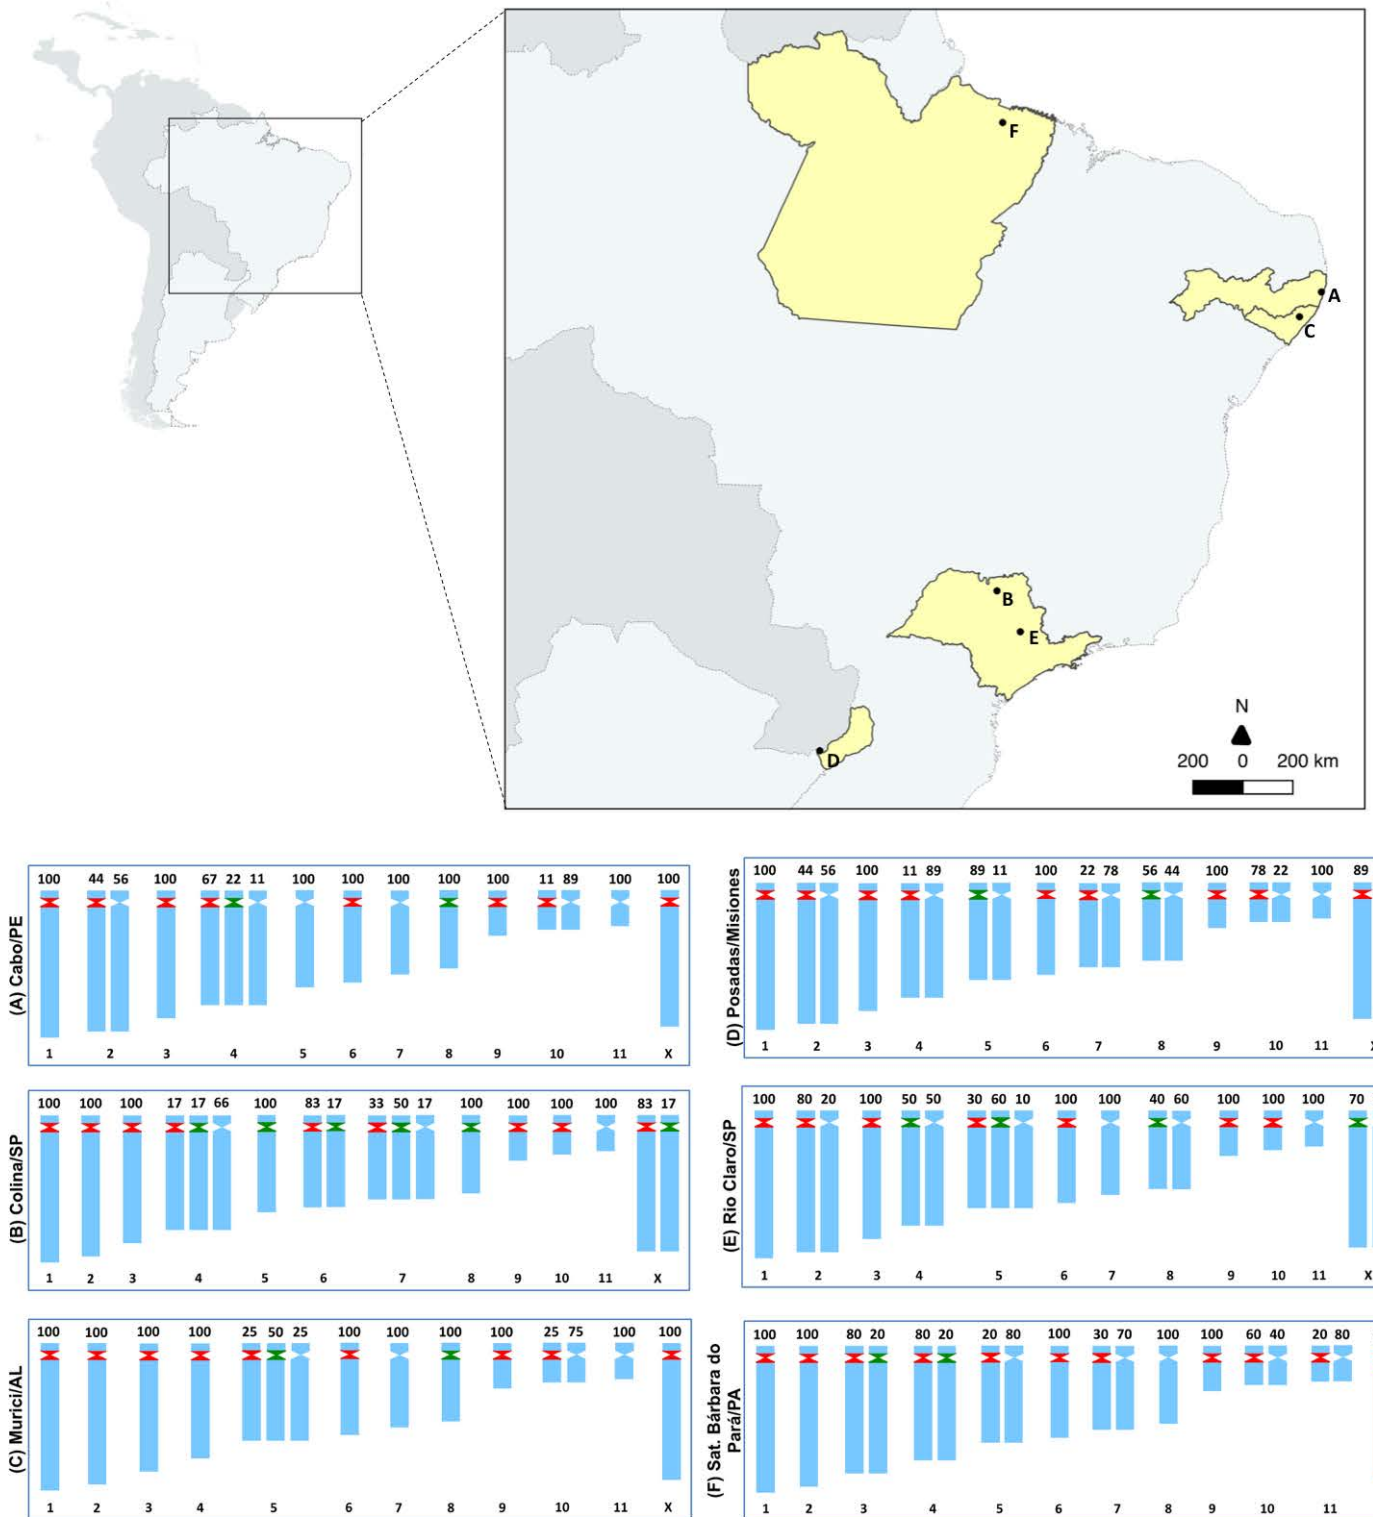 F
A
C
B
E
D
N
200 0 200 km
(A) Cabo/PE
100 44 56 100 67 22 11 100 100 100 100 100 11 89 100 100
1 2 3 4 5 6 7 8 9 10 11 X
(D) Posadas/Misiones
100 44 56 100 11 89 89 11 100 22 78 56 44 100 78 22 100 89
1 2 3 4 5 6 7 8 9 10 11
(B) Colina/SP
100 100 100 17 17 66 100 83 17 33 50 17 100 100 100 100 83 17
1 2 3 4 5 6 7 8 9 10 11 X
(E) Rio Claro/SP
100 80 20 100 50 50 30 60 10 100 100 40 60 100 100 100 70
1 2 3 4 5 6 7 8 9 10 11 X
(C) Murici/AL
100 100 100 100 25 50 25 100 100 100 100 25 75 100 100
1 2 3 4 5 6 7 8 9 10 11 X
(F) Sat. Bárbara do
Pará/PA
100 100 80 20 80 20 20 80 100 30 70 100 100 60 40 20 80
1 2 3 4 5 6 7 8 9 10 11